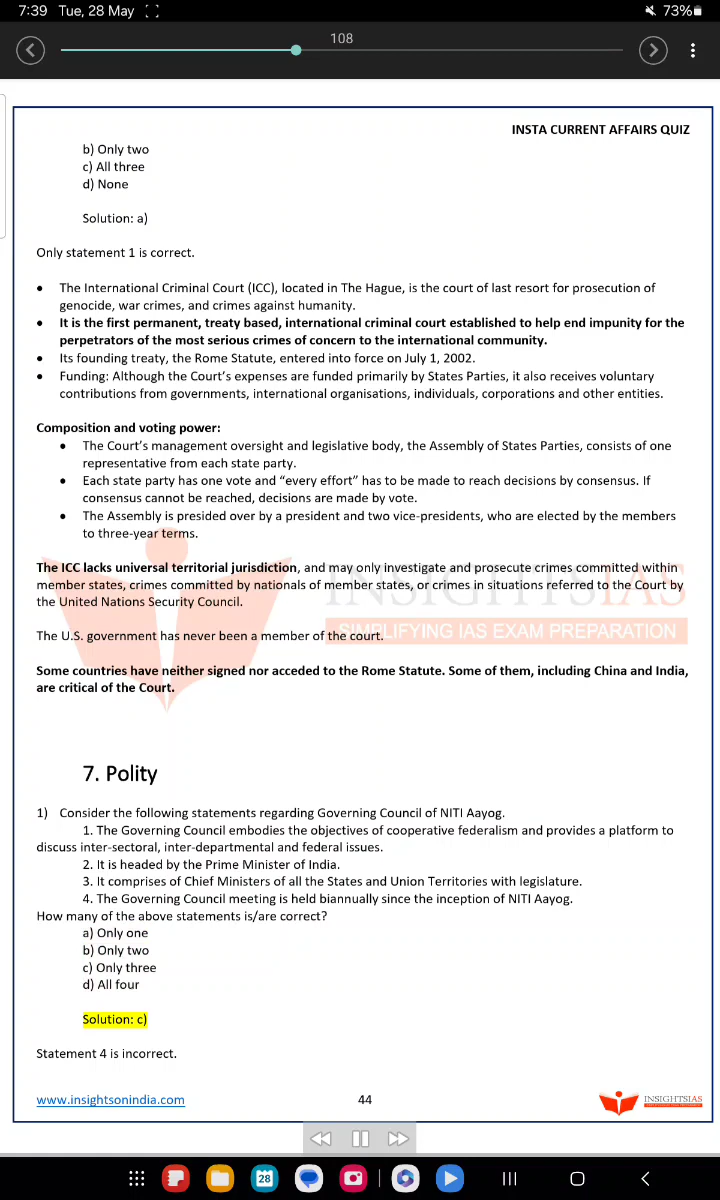 7:39 Tue, 28 May
73%
108
INSTA CURRENT AFFAIRS QUIZ
b) Only two
c) All three
d) None
Solution: a)
Only statement 1 is correct.
• The International Criminal Court (ICC), located in The Hague, is the court of last resort for prosecution of
genocide, war crimes, and crimes against humanity.
• It is the first permanent, treaty based, international criminal court established to help end impunity for the
perpetrators of the most serious crimes of concern to the international community.
• Its founding treaty, the Rome Statute, entered into force on July 1, 2002.
• Funding: Although the Court's expenses are funded primarily by States Parties, it also receives voluntary
contributions from governments, international organisations, individuals, corporations and other entities.
Composition and voting power:
• The Court's management oversight and legislative body, the Assembly of States Parties, consists of one
representative from each state party.
• Each state party has one vote and “every effort” has to be made to reach decisions by consensus. If
consensus cannot be reached, decisions are made by vote.
• The Assembly is presided over by a president and two vice-presidents, who are elected by the members
to three-year terms.
The ICC lacks universal territorial jurisdiction, and may only investigate and prosecute crimes committed within
member states, crimes committed by nationals of member states, or crimes in situations referred to the Court by
the United Nations Security Council.
INSIGHTSIAS
SIMPLIFYING IAS EXAM PREPARATION
The U.S. government has never been a member of the court.
Some countries have neither signed nor acceded to the Rome Statute. Some of them, including China and India,
are critical of the Court.
7. Polity
1) Consider the following statements regarding Governing Council of NITI Aayog.
1. The Governing Council embodies the objectives of cooperative federalism and provides a platform to
discuss inter-sectoral, inter-departmental and federal issues.
2. It is headed by the Prime Minister of India.
3. It comprises of Chief Ministers of all the States and Union Territories with legislature.
4. The Governing Council meeting is held biannually since the inception of NITI Aayog.
How many of the above statements is/are correct?
a) Only one
b) Only two
c) Only three
d) All four
Solution: c)
Statement 4 is incorrect.
www.insightsonindia.com
44
INSIGHTSIAS
28